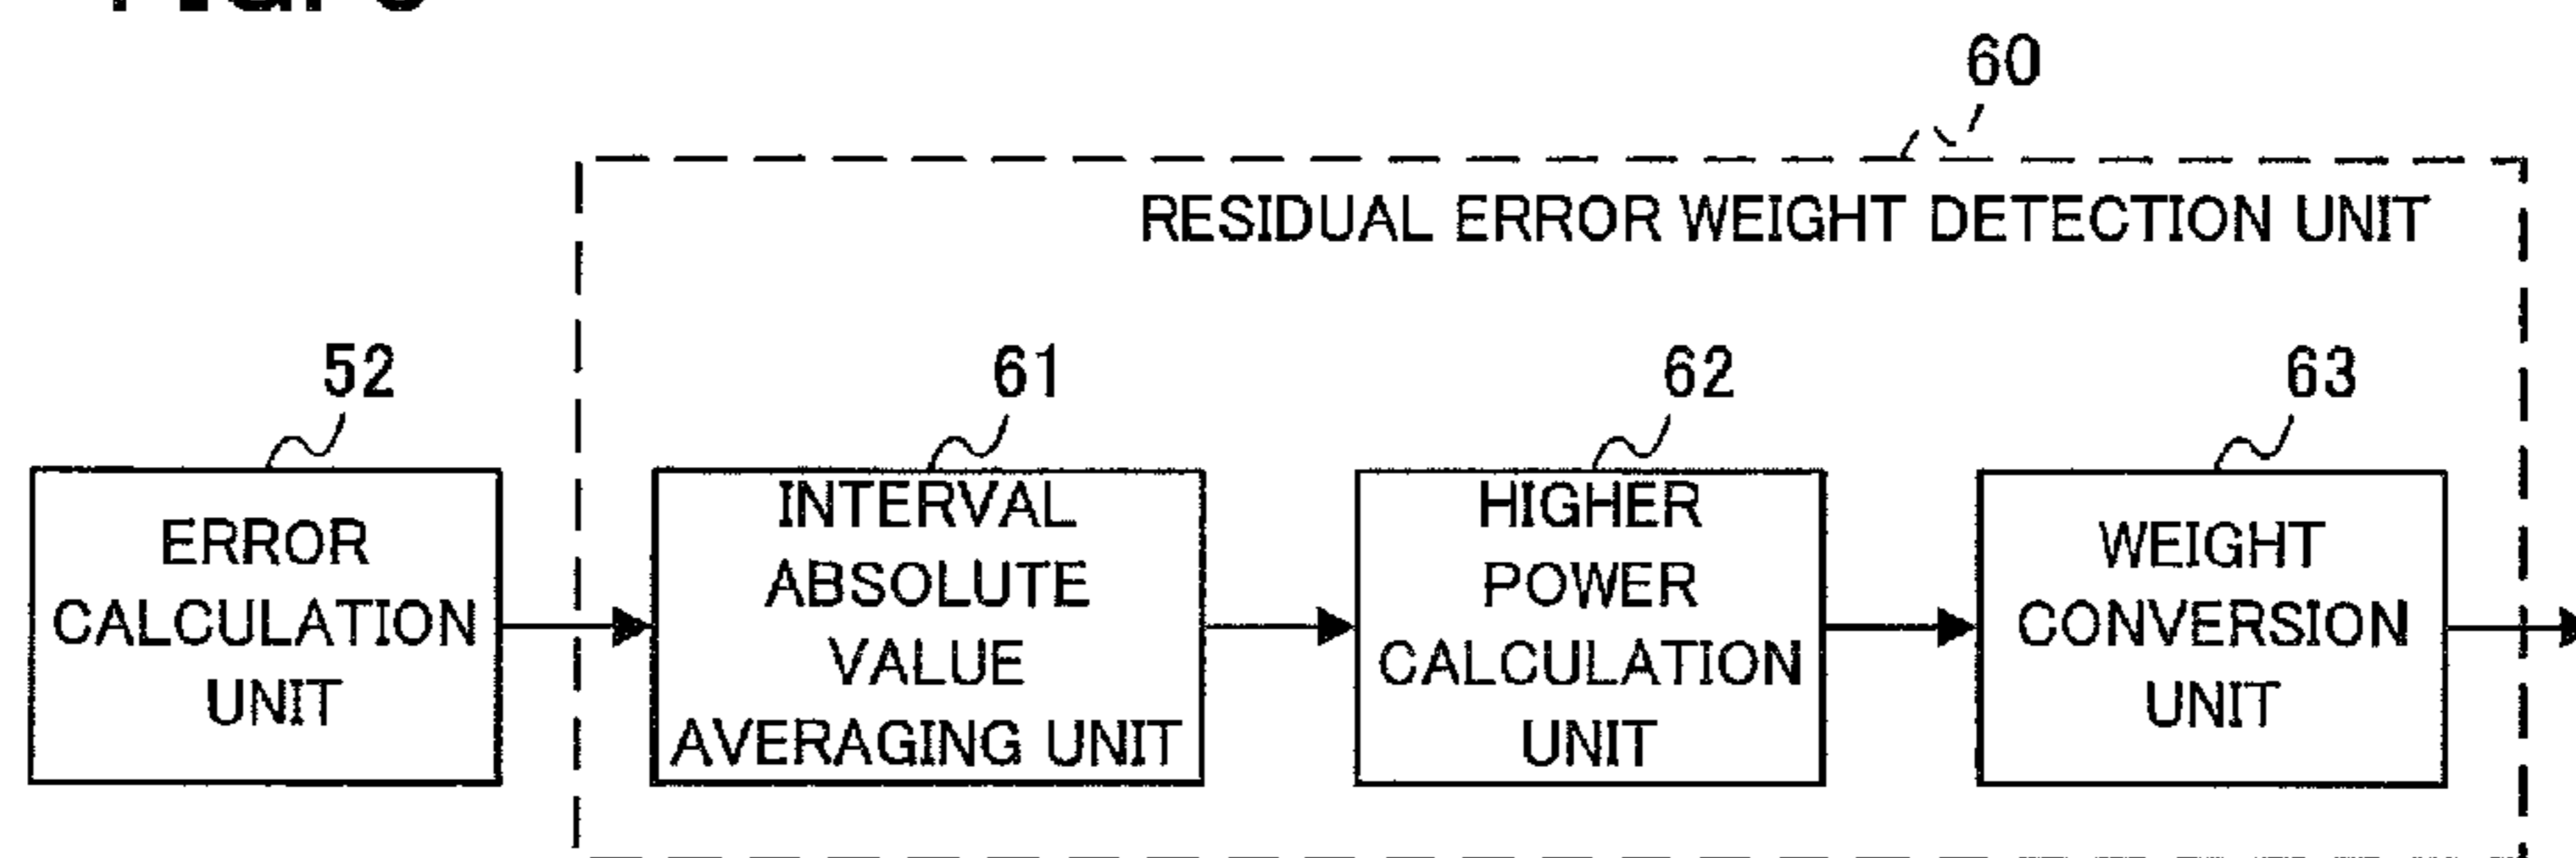 60
RESIDUAL ERROR WEIGHT DETECTION UNIT
52
61
62
63
ERROR
CALCULATION
UNIT
INTERVAL
ABSOLUTE
VALUE
AVERAGING UNIT
HIGHER
POWER
CALCULATION
UNIT
WEIGHT
CONVERSION
UNIT